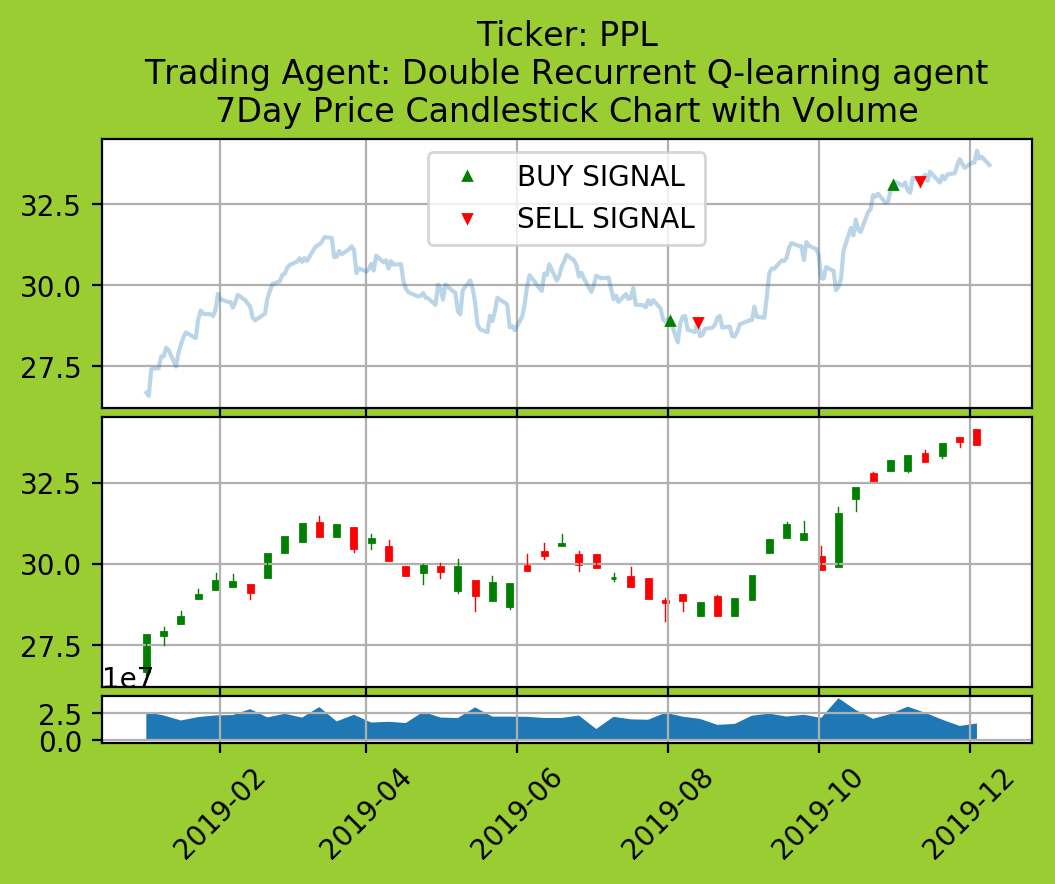 Ticker: PPL
Trading Agent: Double Recurrent Q-learning agent
7Day Price Candlestick Chart with Volume
BUY SIGNAL
SELL SIGNAL
32.5
30.0
27.5
32.5
30.0
27.5
1e7
2.5
0.0
2019-02
2019-04
2019-06
2019-08
2019-10
2019-12